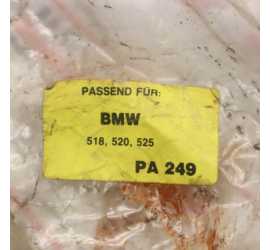 PASSEND FÜR:
BMW
518, 520, 525
PA 249